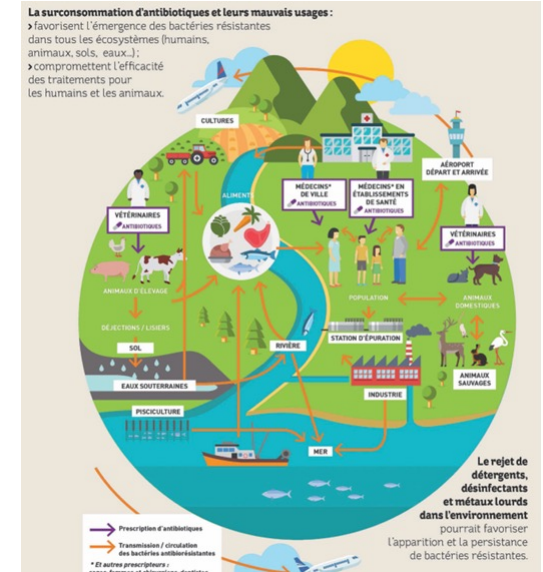 La surconsommation d'antibiotiques et leurs mauvais usages :
> favorisent l'émergence des bactéries résistantes
dans tous les écosystèmes (humains,
animaux, sols, eaux...) ;
> compromettent l'efficacité
des traitements pour
les humains et les animaux.
CULTURES
AÉROPORT
DÉPART ET ARRIVÉE
ALIMENTS
MÉDECINS*
DE VILLE
ANTIBIOTIQUES
MÉDECINS* EN
ÉTABLISSEMENTS
DE SANTÉ
ANTIBIOTIQUES
VÉTÉRINAIRES
ANTIBIOTIQUES
VÉTÉRINAIRES
ANTIBIOTIQUES
ANIMAUX D'ÉLEVAGE
POPULATION
ANIMAUX
DOMESTIQUES
DÉJECTIONS / LISIERS
SOL
RIVIÈRE
STATION D'ÉPURATION
EAUX SOUTERRAINES
ANIMAUX
SAUVAGES
INDUSTRIE
PISCICULTURE
MER
Le rejet de
détergents,
désinfectants
et métaux lourds
dans l'environnement
pourrait favoriser
l'apparition et la persistance
de bactéries résistantes.
Prescription d'antibiotiques
Transmission / circulation
des bactéries antibiorésistantes
* Et autres prescripteurs :